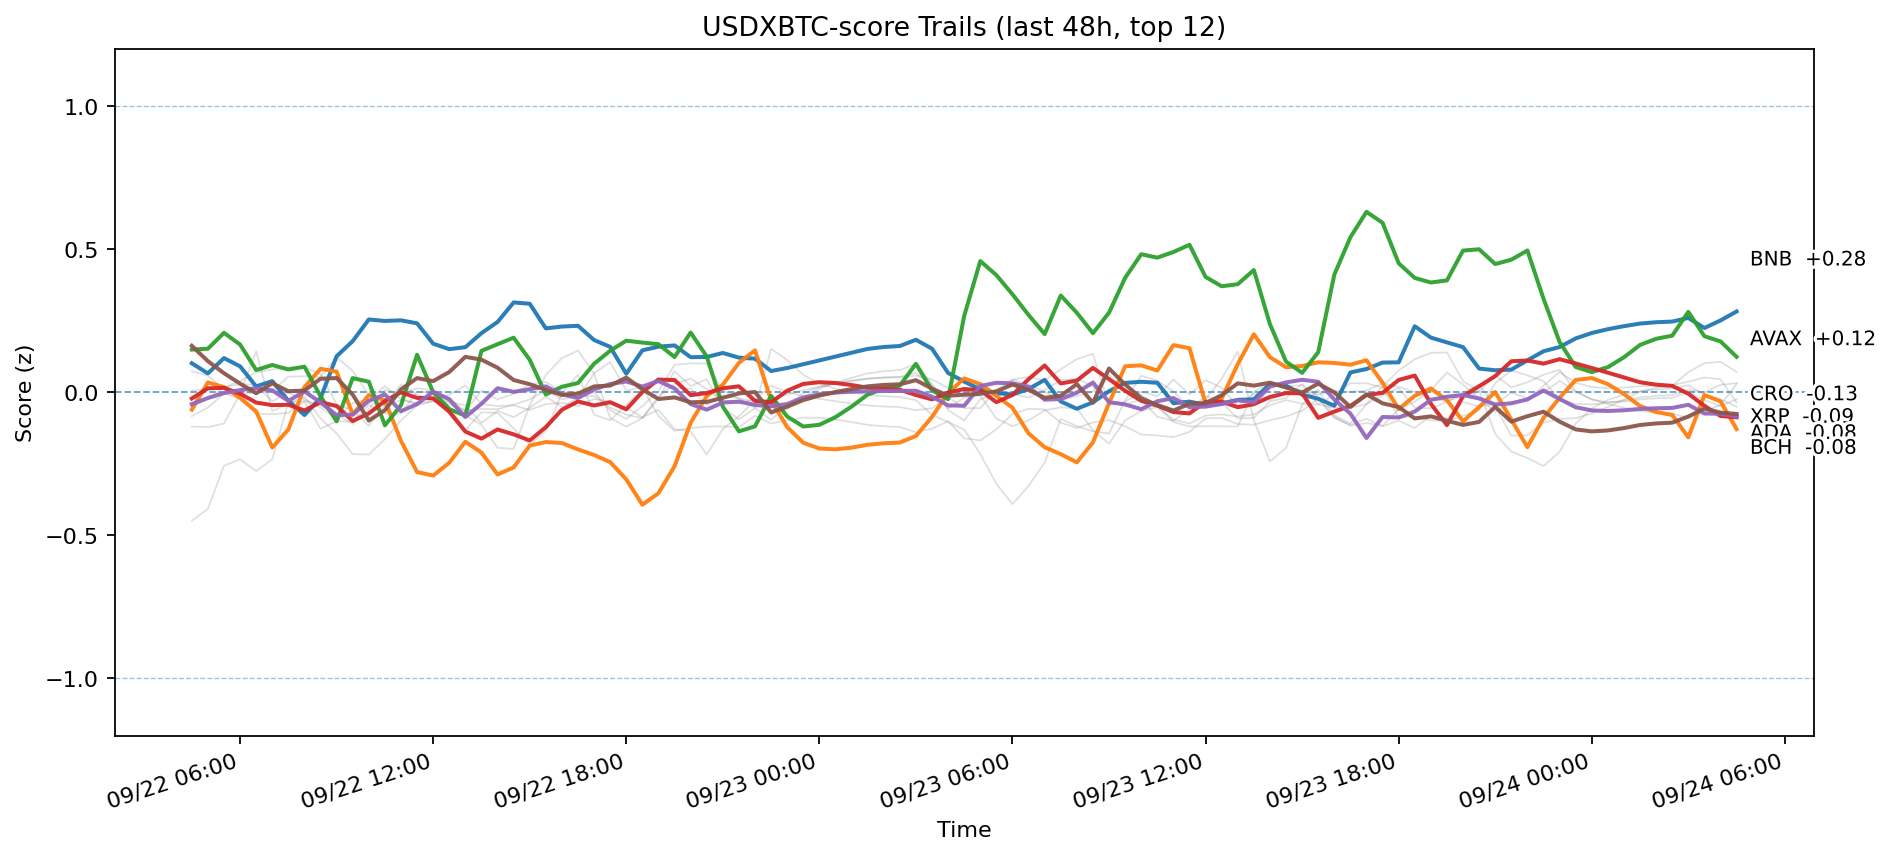 USDXBTC-score Trails (last 48h, top 12)
Score (z)
1.0
0.5
0.0
−0.5
−1.0
BNB +0.28
AVAX +0.12
CRO -0.13
XRP -0.09
ADA -0.08
BCH -0.08
09/22 06:00
09/22 12:00
09/22 18:00
09/23 00:00
09/23 06:00
09/23 12:00
09/23 18:00
09/24 00:00
09/24 06:00
Time